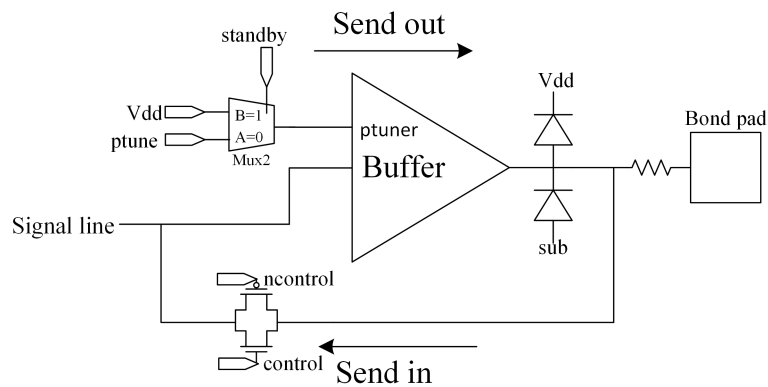 Send out
standby
Vdd
B=1
ptune
A=0
Mux2
ptuner
Buffer
Vdd
Bond pad
sub
Signal line
ncontrol
control
Send in